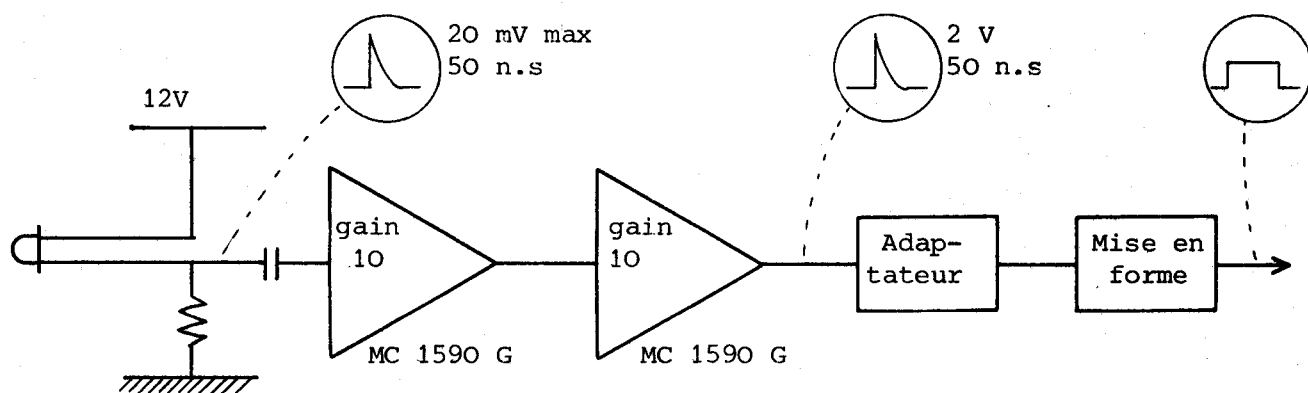 20 mV max
50 n.s
2 V
50 n.s
12V
gain
10
gain
10
Adap-
tateur
Mise en
forme
MC 1590 G
MC 1590 G